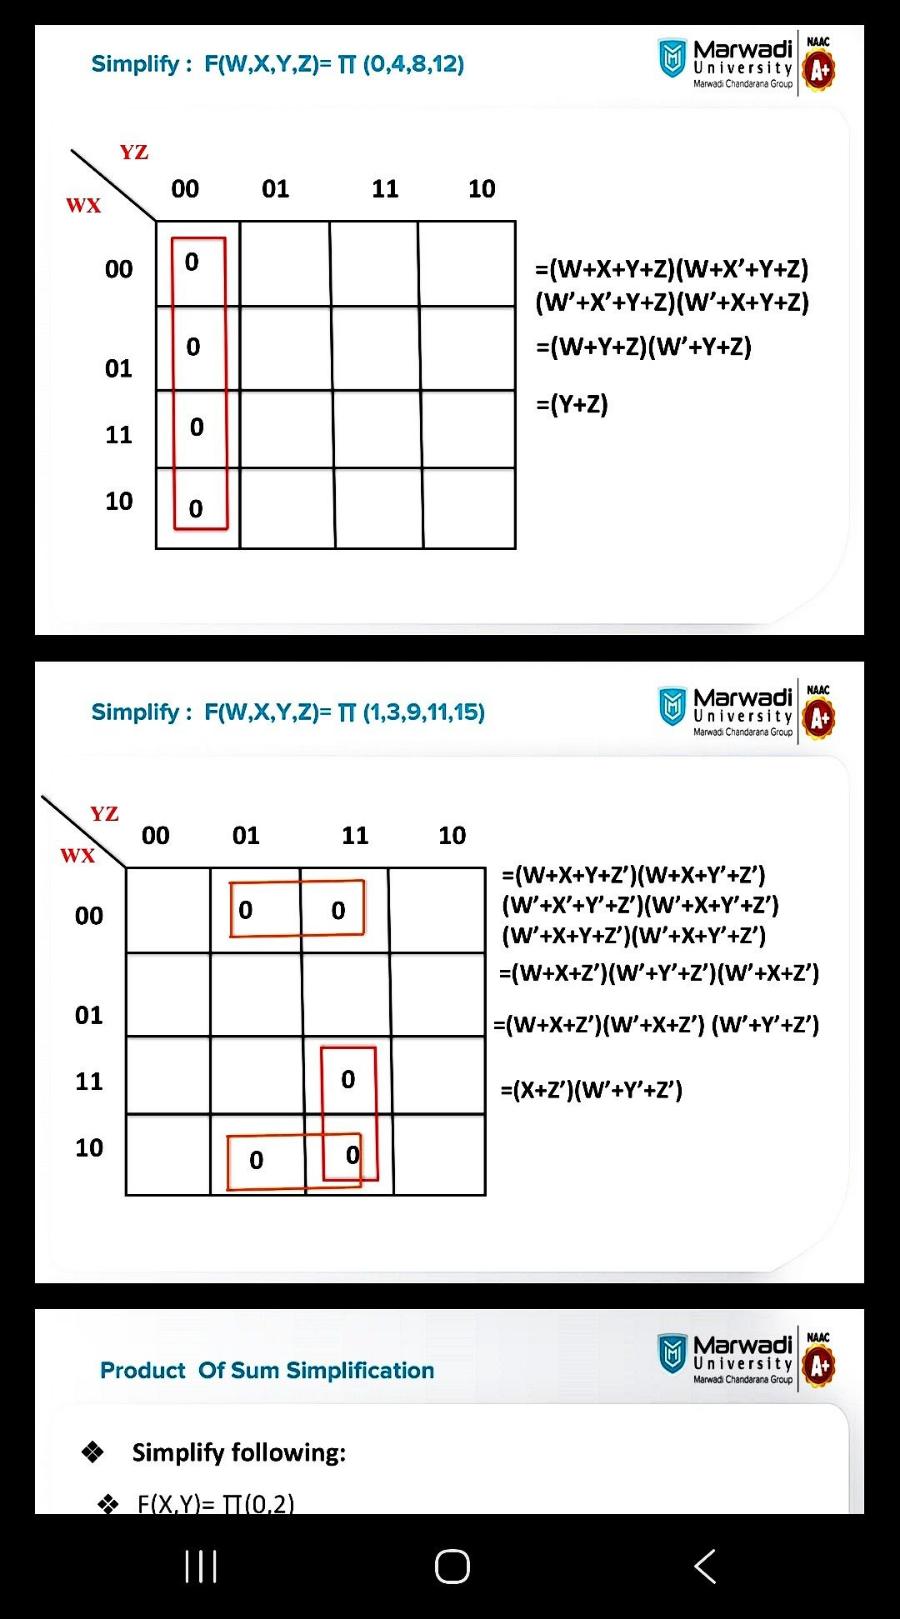 Simplify : F(W,X,Y,Z)= ∏ (0,4,8,12)
Marwadi
University
Marwadi Chandarana Group
NAAC
A+
YZ
WX
00 01 11 10
00 0
01 0
11 0
10 0
=(W+X+Y+Z)(W+X’+Y+Z)
(W’+X’+Y+Z)(W’+X+Y+Z)
=(W+Y+Z)(W’+Y+Z)
=(Y+Z)
Simplify : F(W,X,Y,Z)= ∏ (1,3,9,11,15)
Marwadi
University
Marwadi Chandarana Group
NAAC
A+
YZ
WX
00 01 11 10
00 0 0
01
11 0
10 0 0
=(W+X+Y+Z’)(W+X+Y’+Z’)
(W’+X’+Y’+Z’)(W’+X+Y’+Z’)
(W’+X+Y+Z’)(W’+X+Y’+Z’)
=(W+X+Z’)(W’+Y’+Z’)(W’+X+Z’)
=(W+X+Z’)(W’+X+Z’) (W’+Y’+Z’)
=(X+Z’)(W’+Y’+Z’)
Product Of Sum Simplification
Marwadi
University
Marwadi Chandarana Group
NAAC
A+
❖ Simplify following:
❖ F(X,Y)= ∏(0,2)